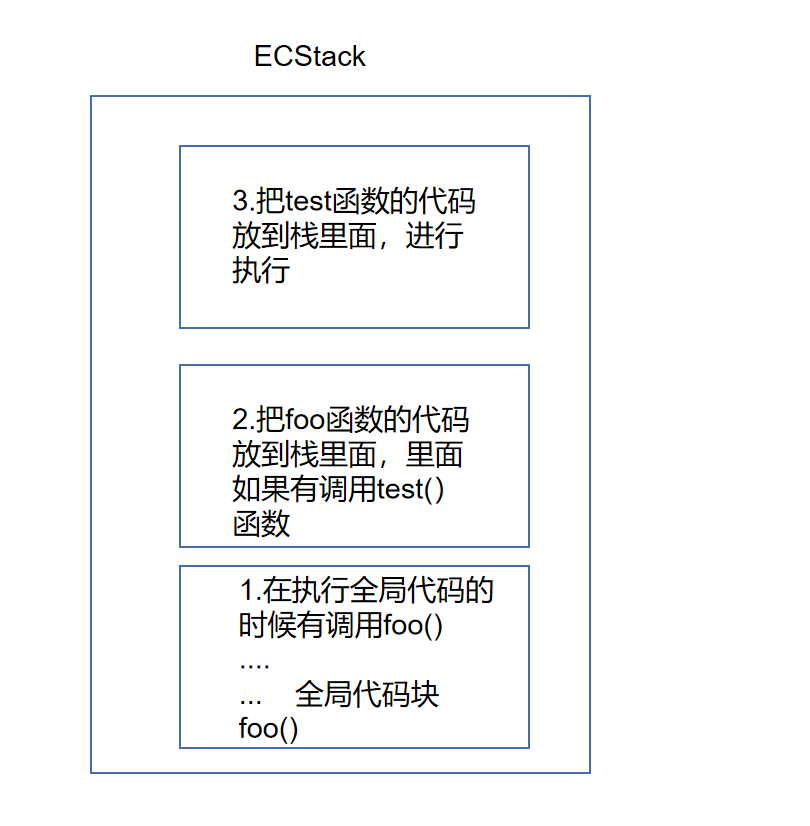 ECStack
3.把test函数的代码
放到栈里面，进行
执行
2.把foo函数的代码
放到栈里面，里面
如果有调用test()
函数
1.在执行全局代码的
时候有调用foo()
....
... 全局代码块
foo()